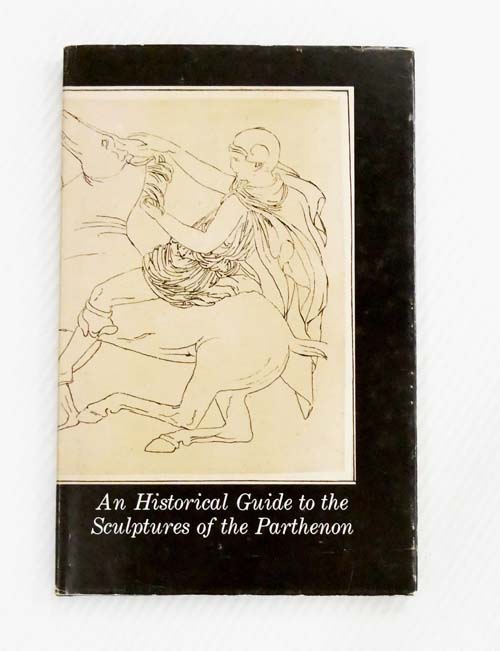 An Historical Guide to the
Sculptures of the Parthenon